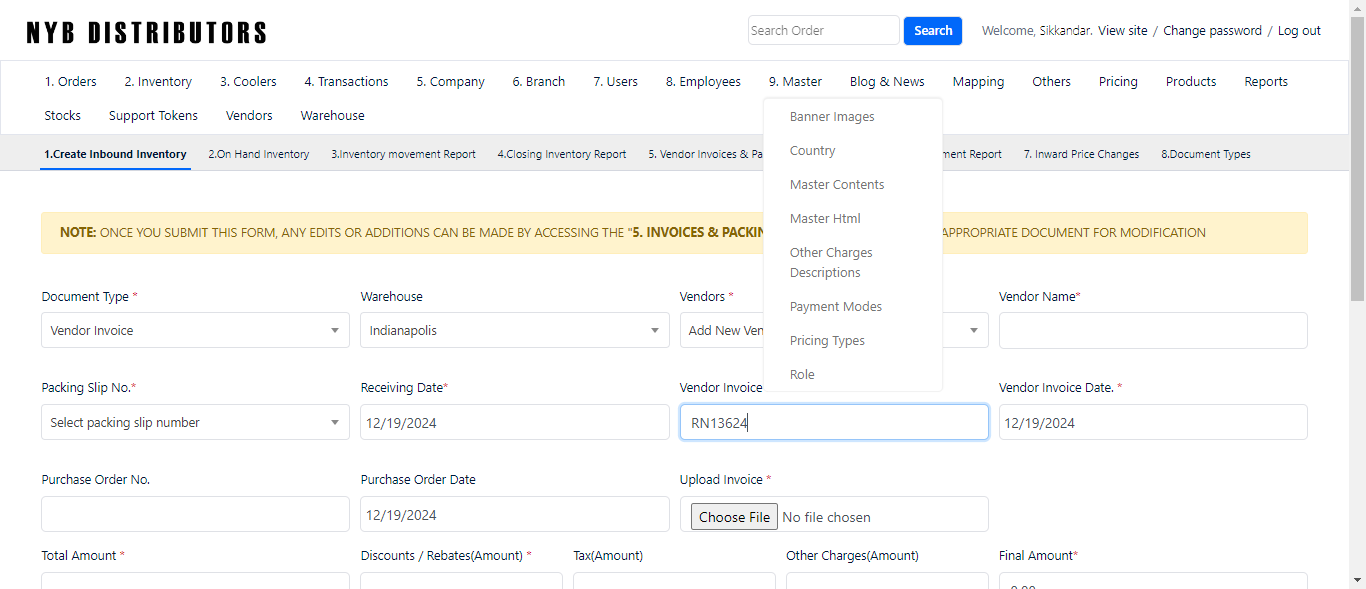 NYB DISTRIBUTORS
Search Order Search Welcome, Sikkandar. View site / Change password / Log out
1. Orders 2. Inventory 3. Coolers 4. Transactions 5. Company 6. Branch 7. Users 8. Employees 9. Master Blog & News Mapping Others Pricing Products Reports
Stocks Support Tokens Vendors Warehouse
Banner Images
Country
Master Contents
Master Html
Other Charges
Descriptions
Payment Modes
Pricing Types
Role
1.Create Inbound Inventory 2.On Hand Inventory 3.Inventory movement Report 4.Closing Inventory Report 5. Vendor Invoices & Pa ment Report 7. Inward Price Changes 8.Document Types
NOTE: ONCE YOU SUBMIT THIS FORM, ANY EDITS OR ADDITIONS CAN BE MADE BY ACCESSING THE "5. INVOICES & PACKIN APPROPRIATE DOCUMENT FOR MODIFICATION
Document Type * Warehouse Vendors * Vendor Name*
Vendor Invoice Indianapolis Add New Ven
Packing Slip No.* Receiving Date* Vendor Invoice Vendor Invoice Date. *
Select packing slip number 12/19/2024 RN13624 12/19/2024
Purchase Order No. Purchase Order Date Upload Invoice *
12/19/2024 Choose File No file chosen
Total Amount * Discounts / Rebates(Amount) * Tax(Amount) Other Charges(Amount) Final Amount*